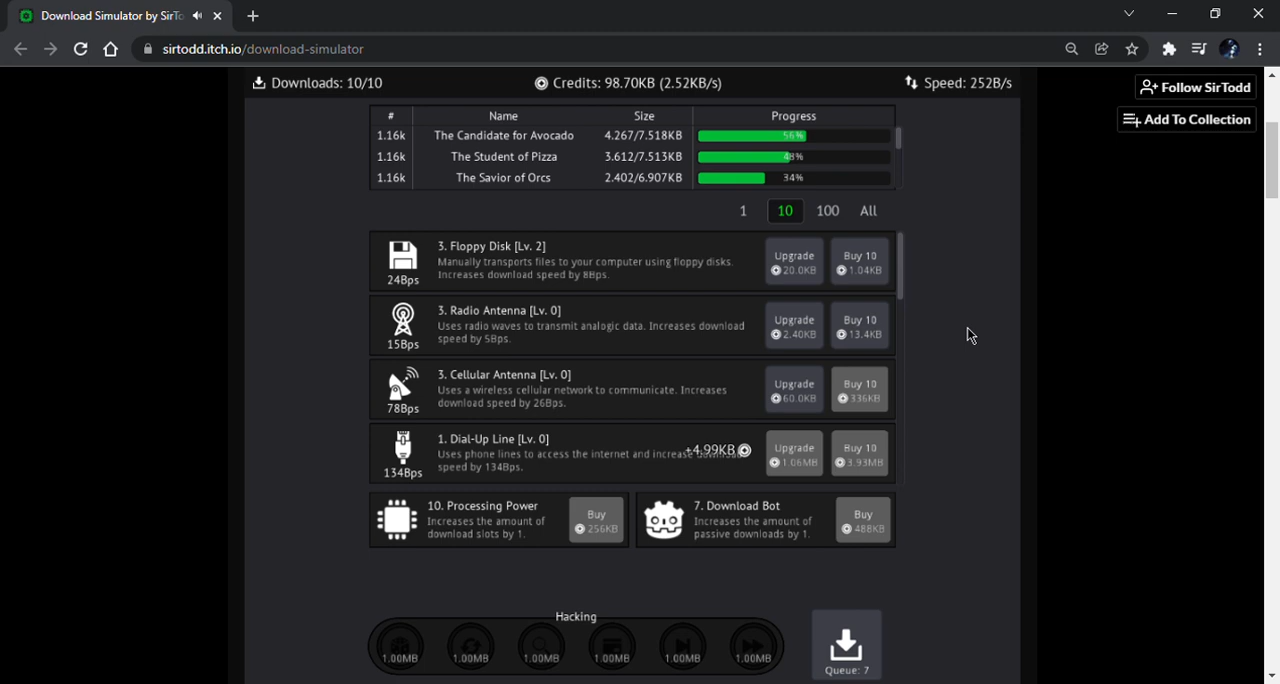 Download Simulator by SirTo
sirtodd.itch.io/download-simulator
Downloads: 10/10 Credits: 98.70KB (2.52KB/s) Speed: 252B/s
Follow SirTodd
Add To Collection
# Name Size Progress
1.16k The Candidate for Avocado 4.267/7.518KB 56%
1.16k The Student of Pizza 3.612/7.513KB 48%
1.16k The Savior of Orcs 2.402/6.907KB 34%
1 10 100 All
3. Floppy Disk [Lv. 2]
Manually transports files to your computer using floppy disks.
Increases download speed by 8Bps.
24Bps
Upgrade
20.0KB
Buy 10
1.04KB
3. Radio Antenna [Lv. 0]
Uses radio waves to transmit analogic data. Increases download
speed by 5Bps.
15Bps
Upgrade
2.40KB
Buy 10
13.4KB
3. Cellular Antenna [Lv. 0]
Uses a wireless cellular network to communicate. Increases
download speed by 26Bps.
78Bps
Upgrade
60.0KB
Buy 10
336KB
1. Dial-Up Line [Lv. 0]
Uses phone lines to access the internet and increase
speed by 134Bps.
134Bps
+4.99KB
Upgrade
1.06MB
Buy 10
3.93MB
10. Processing Power
Increases the amount of
download slots by 1.
Buy
256KB
7. Download Bot
Increases the amount of
passive downloads by 1.
Buy
488KB
Hacking
1.00MB 1.00MB 1.00MB 1.00MB 1.00MB 1.00MB
Queue: 7